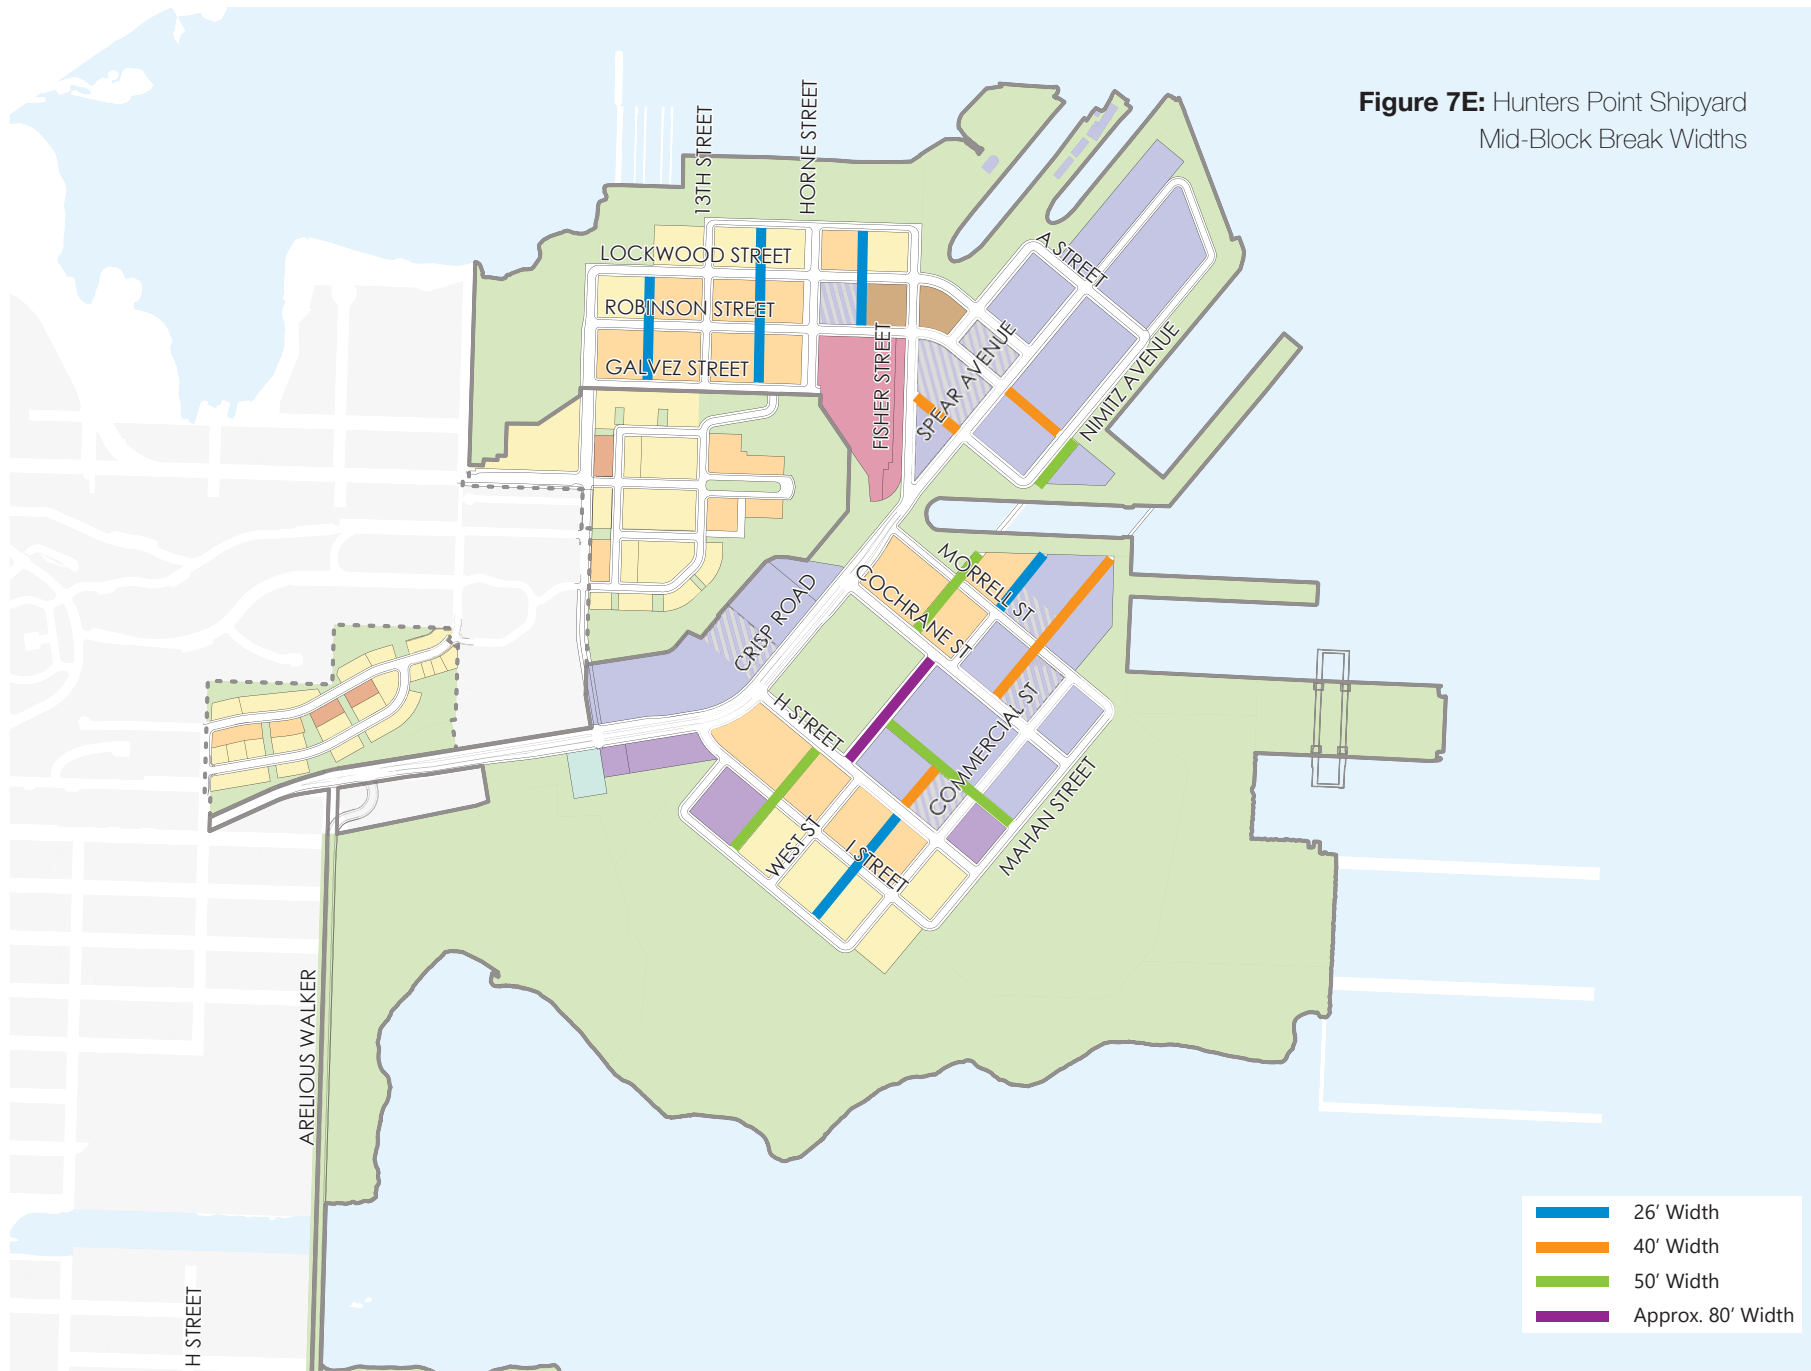 Figure 7E: Hunters Point Shipyard
Mid-Block Break Widths
13TH STREET
HORNE STREET
LOCKWOOD STREET
A STREET
ROBINSON STREET
GALVEZ STREET
FISHER STREET
SPEAR AVENUE
NIMITZ AVENUE
MORRELL ST
COCHRANE ST
CRISP ROAD
H STREET
COMMERCIAL ST
MAHAN STREET
WEST ST
I STREET
ARELIOUS WALKER
H STREET
26' Width
40' Width
50' Width
Approx. 80' Width